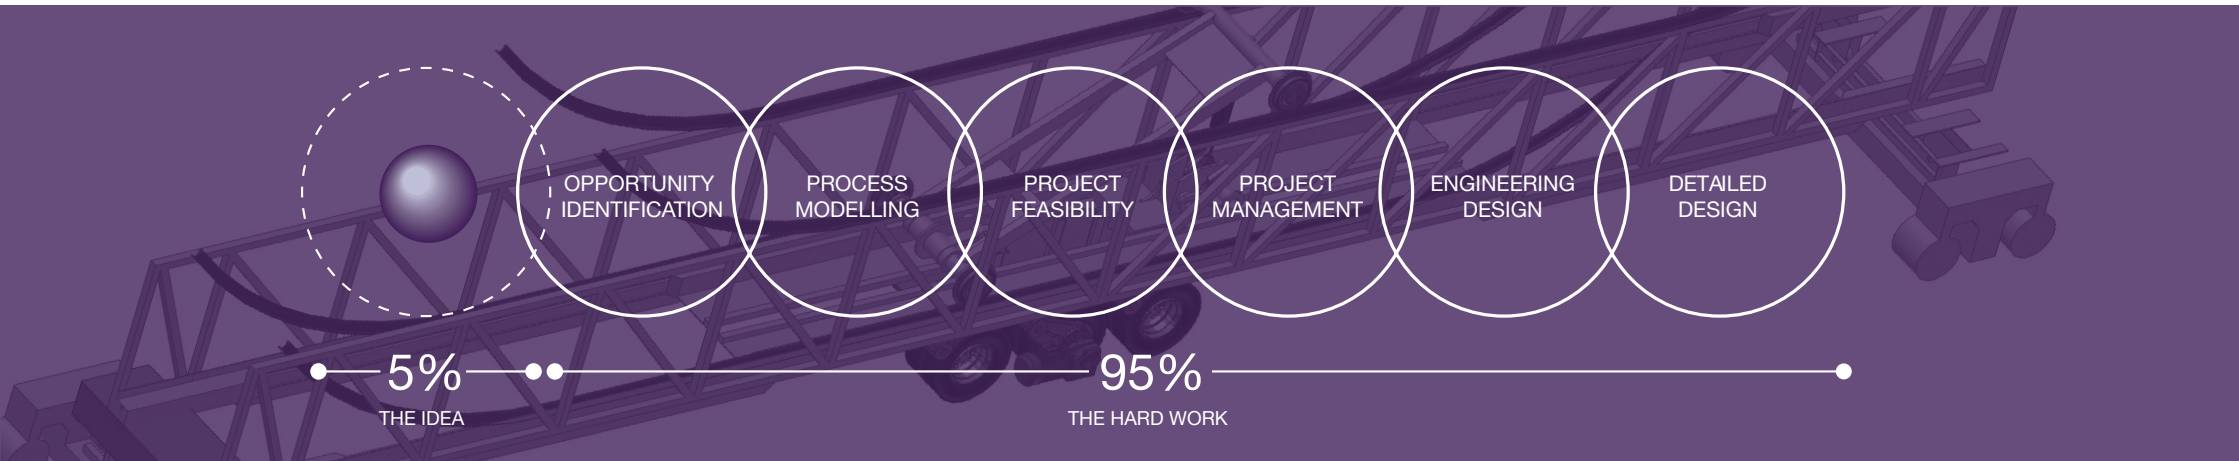 OPPORTUNITY
IDENTIFICATION
PROCESS
MODELLING
PROJECT
FEASIBILITY
PROJECT
MANAGEMENT
ENGINEERING
DESIGN
DETAILED
DESIGN
5%
THE IDEA
95%
THE HARD WORK